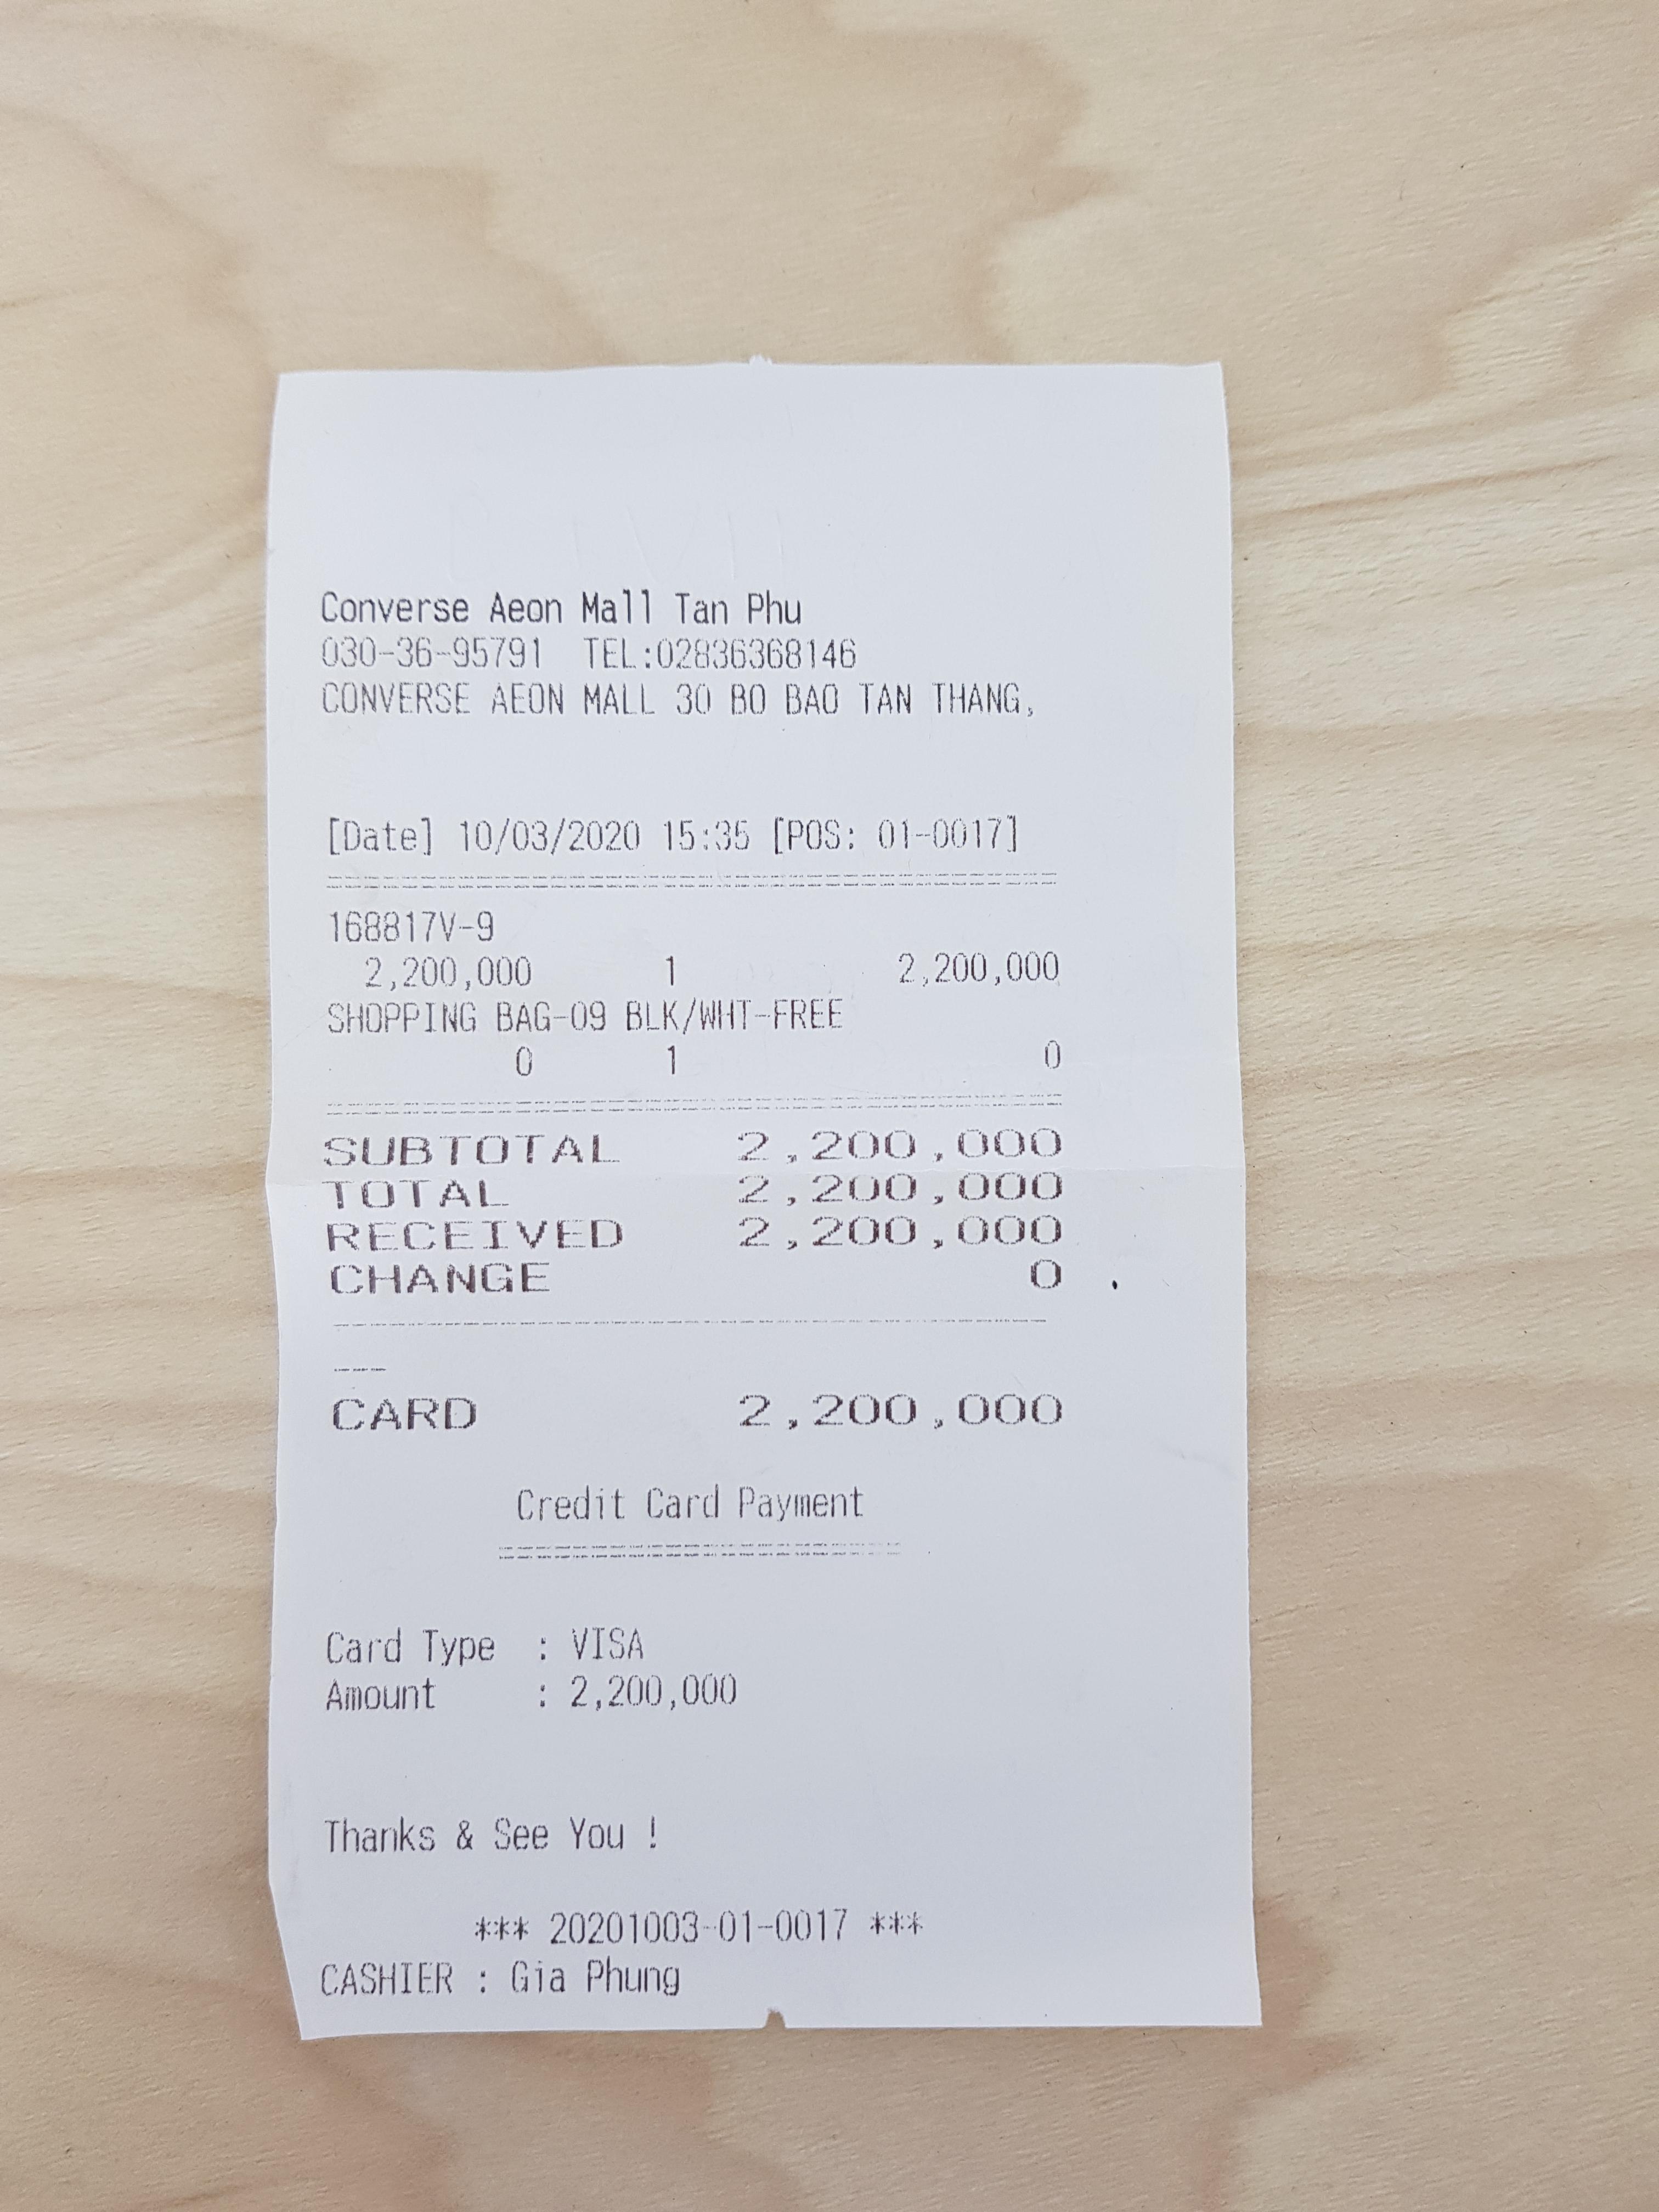 Converse Aeon Mall Tan Phu
030-36-95791 TEL:02836368146
CONVERSE AEON MALL 30 BO BAO TAN THANG,
[Date] 10/03/2020 15:35 [POS: 01-0017]
168817V-9
2,200,000 1 2,200,000
SHOPPING BAG-09 BLK/WHT-FREE
0 1 0
SUBTOTAL 2,200,000
TOTAL 2,200,000
RECEIVED 2,200,000
CHANGE 0
CARD 2,200,000
Credit Card Payment
Card Type : VISA
Amount : 2,200,000
Thanks & See You !
*** 20201003-01-0017 ***
CASHIER : Gia Phung